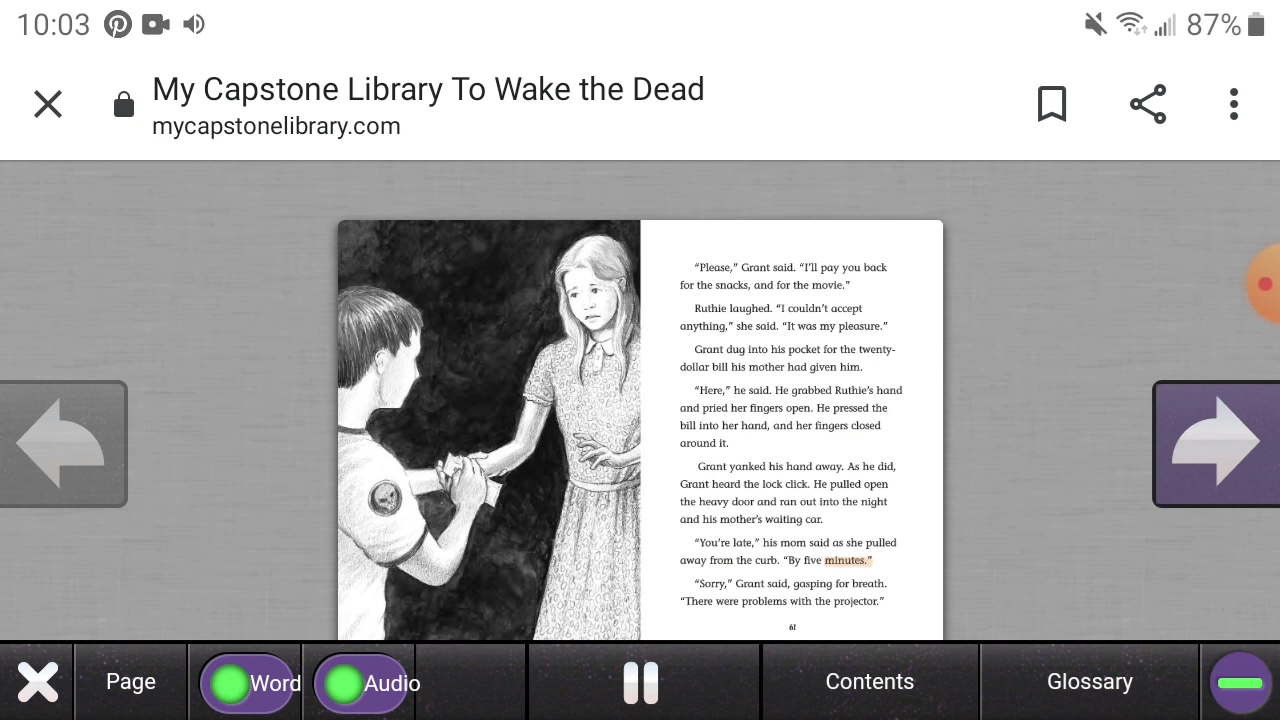 10:03
87%
My Capstone Library To Wake the Dead
mycapstonelibrary.com
“Please,” Grant said. “I’ll pay you back
for the snacks, and for the movie.”
Ruthie laughed. “I couldn’t accept
anything,” she said. “It was my pleasure.”
Grant dug into his pocket for the twenty-
dollar bill his mother had given him.
“Here,” he said. He grabbed Ruthie’s hand
and pried her fingers open. He pressed the
bill into her hand, and her fingers closed
around it.
Grant yanked his hand away. As he did,
Grant heard the lock click. He pulled open
the heavy door and ran out into the night
and his mother’s waiting car.
“You’re late,” his mom said as she pulled
away from the curb. “By five minutes.”
“Sorry,” Grant said, gasping for breath.
“There were problems with the projector.”
61
Page
Word
Audio
Contents
Glossary